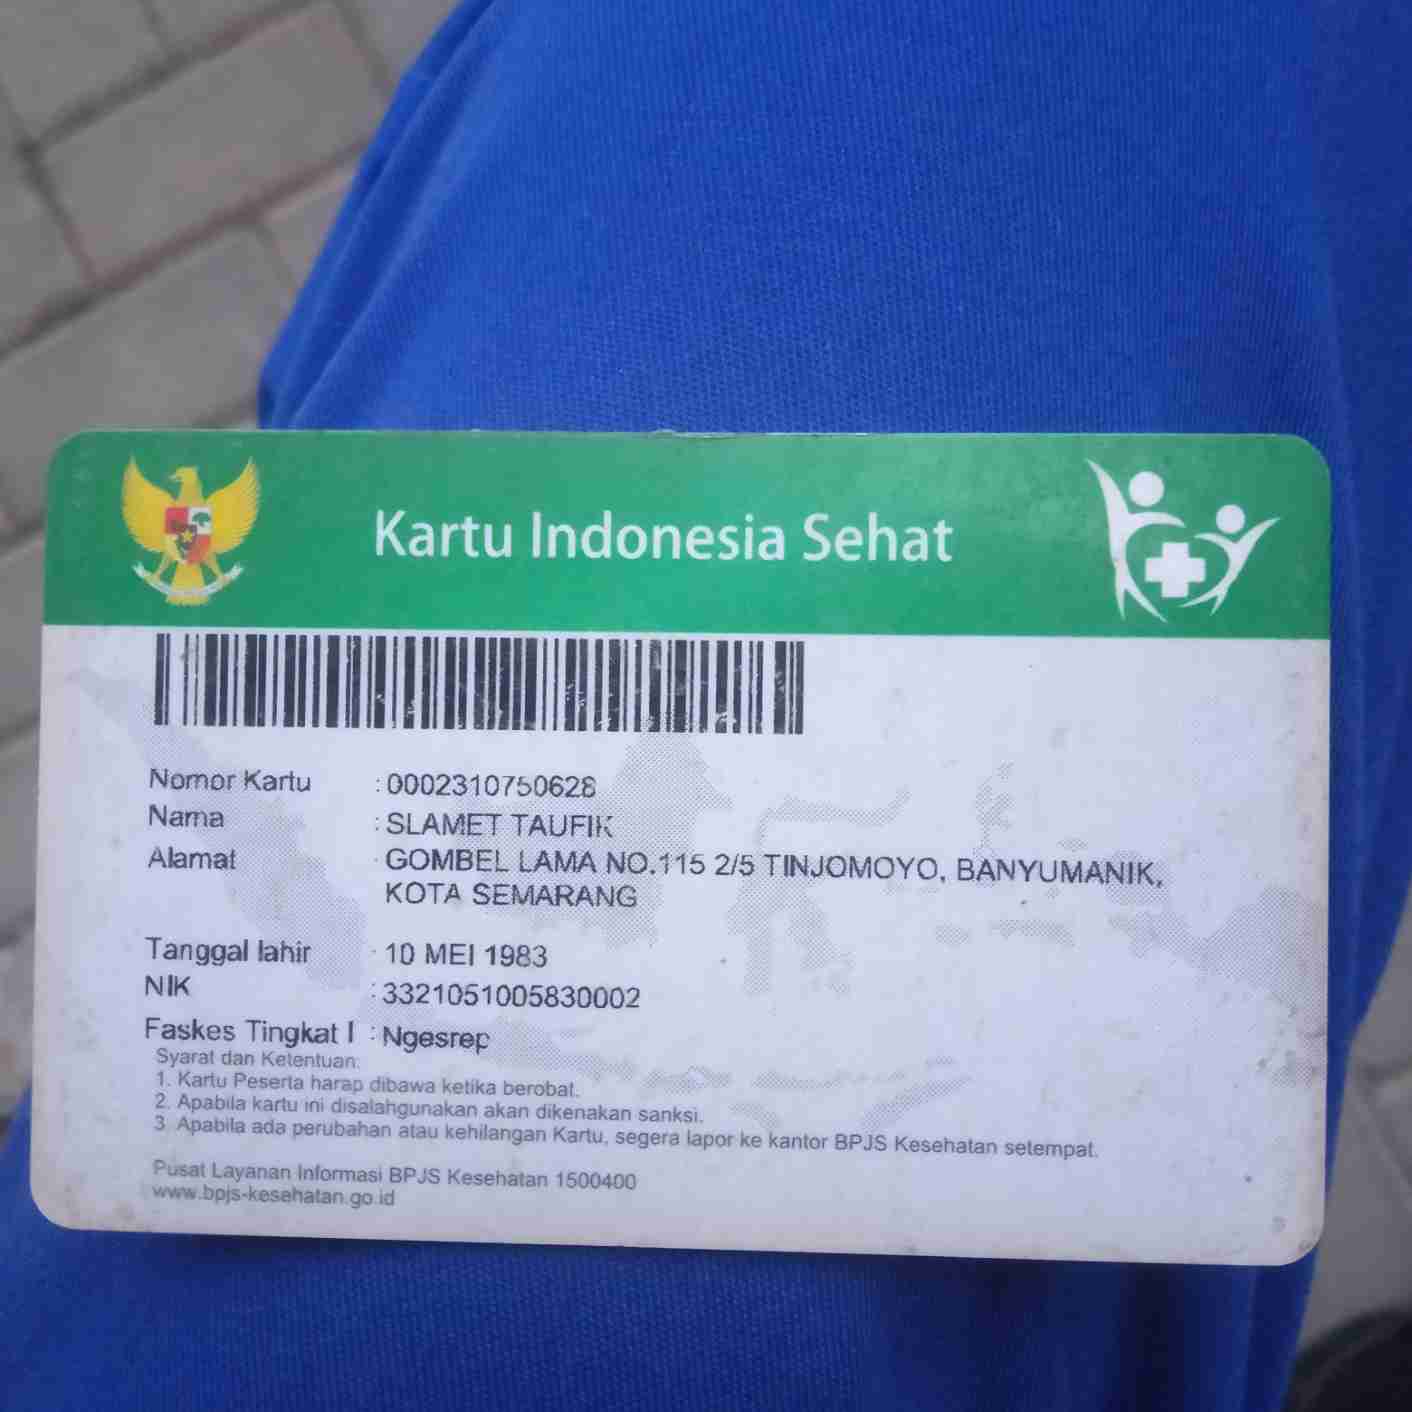 Kartu Indonesia Sehat
Nomor Kartu : 0002310750628
Nama : SLAMET TAUFIK
Alamat : GOMBEL LAMA NO.115 2/5 TINJOMOYO, BANYUMANIK,
KOTA SEMARANG
Tanggal lahir : 10 MEI 1983
NIK : 3321051005830002
Faskes Tingkat I : Ngesrep
Syarat dan Ketentuan:
1. Kartu Peserta harap dibawa ketika berobat.
2. Apabila kartu ini disalahgunakan akan dikenakan sanksi.
3. Apabila ada perubahan atau kehilangan Kartu, segera lapor ke kantor BPJS Kesehatan setempat.
Pusat Layanan Informasi BPJS Kesehatan 1500400
www.bpjs-kesehatan.go.id